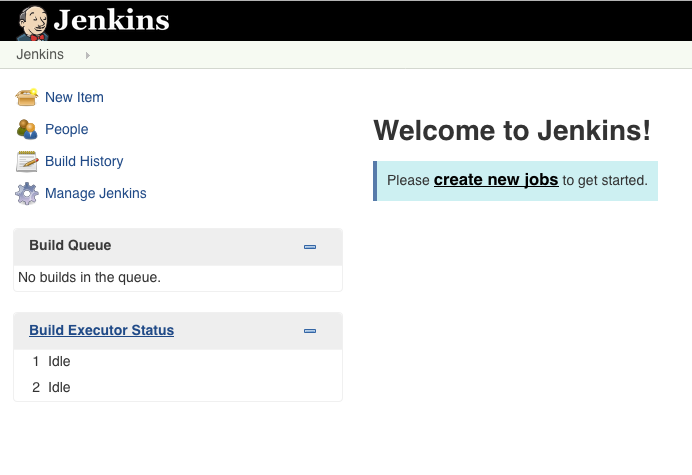 Jenkins
Jenkins
New Item
People
Build History
Manage Jenkins
Build Queue
No builds in the queue.
Build Executor Status
1 Idle
2 Idle
Welcome to Jenkins!
Please create new jobs to get started.